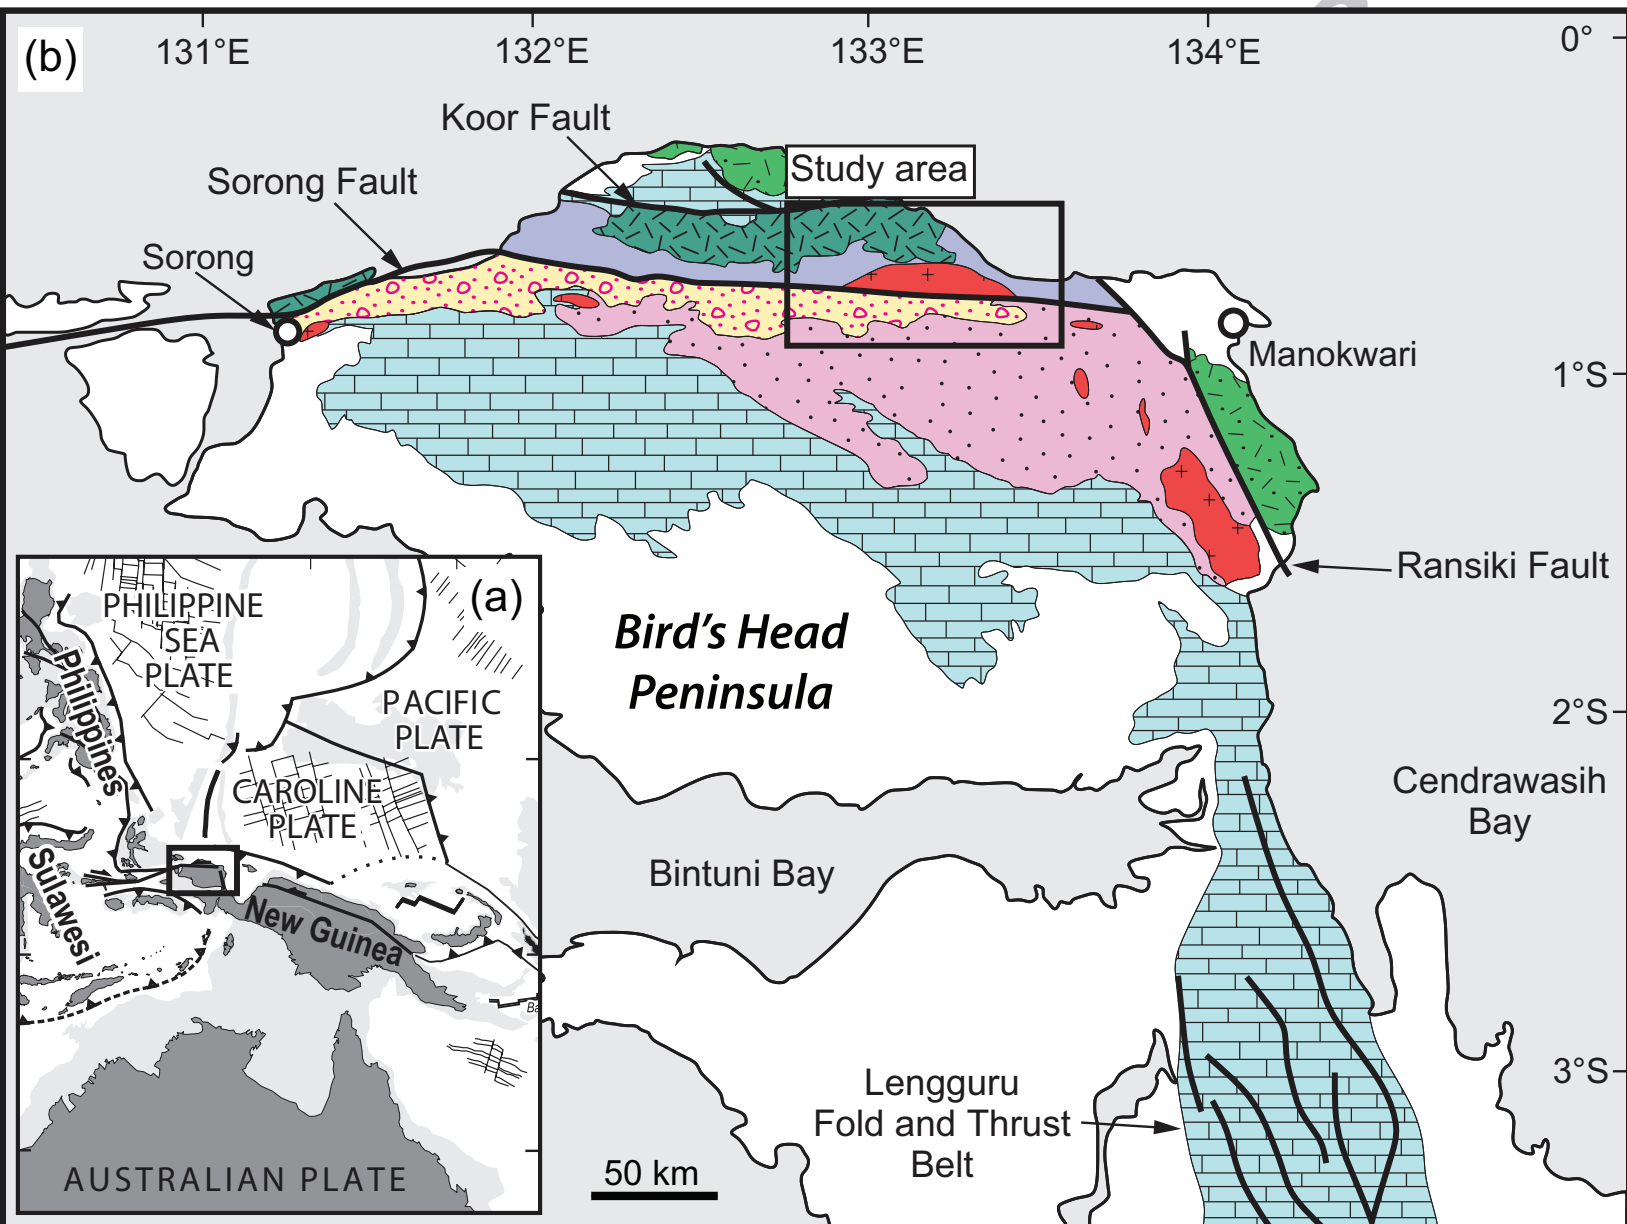 (b)
131°E
132°E
133°E
134°E
0°
Koor Fault
Study area
Sorong Fault
Sorong
Manokwari
1°S
Ransiki Fault
Bird's Head
Peninsula
2°S
Cendrawasih
Bay
Bintuni Bay
3°S
Lengguru
Fold and Thrust
Belt
50 km
(a)
PHILIPPINE
SEA
PLATE
Philippines
PACIFIC
PLATE
CAROLINE
PLATE
Sulawesi
New Guinea
Ba
AUSTRALIAN PLATE